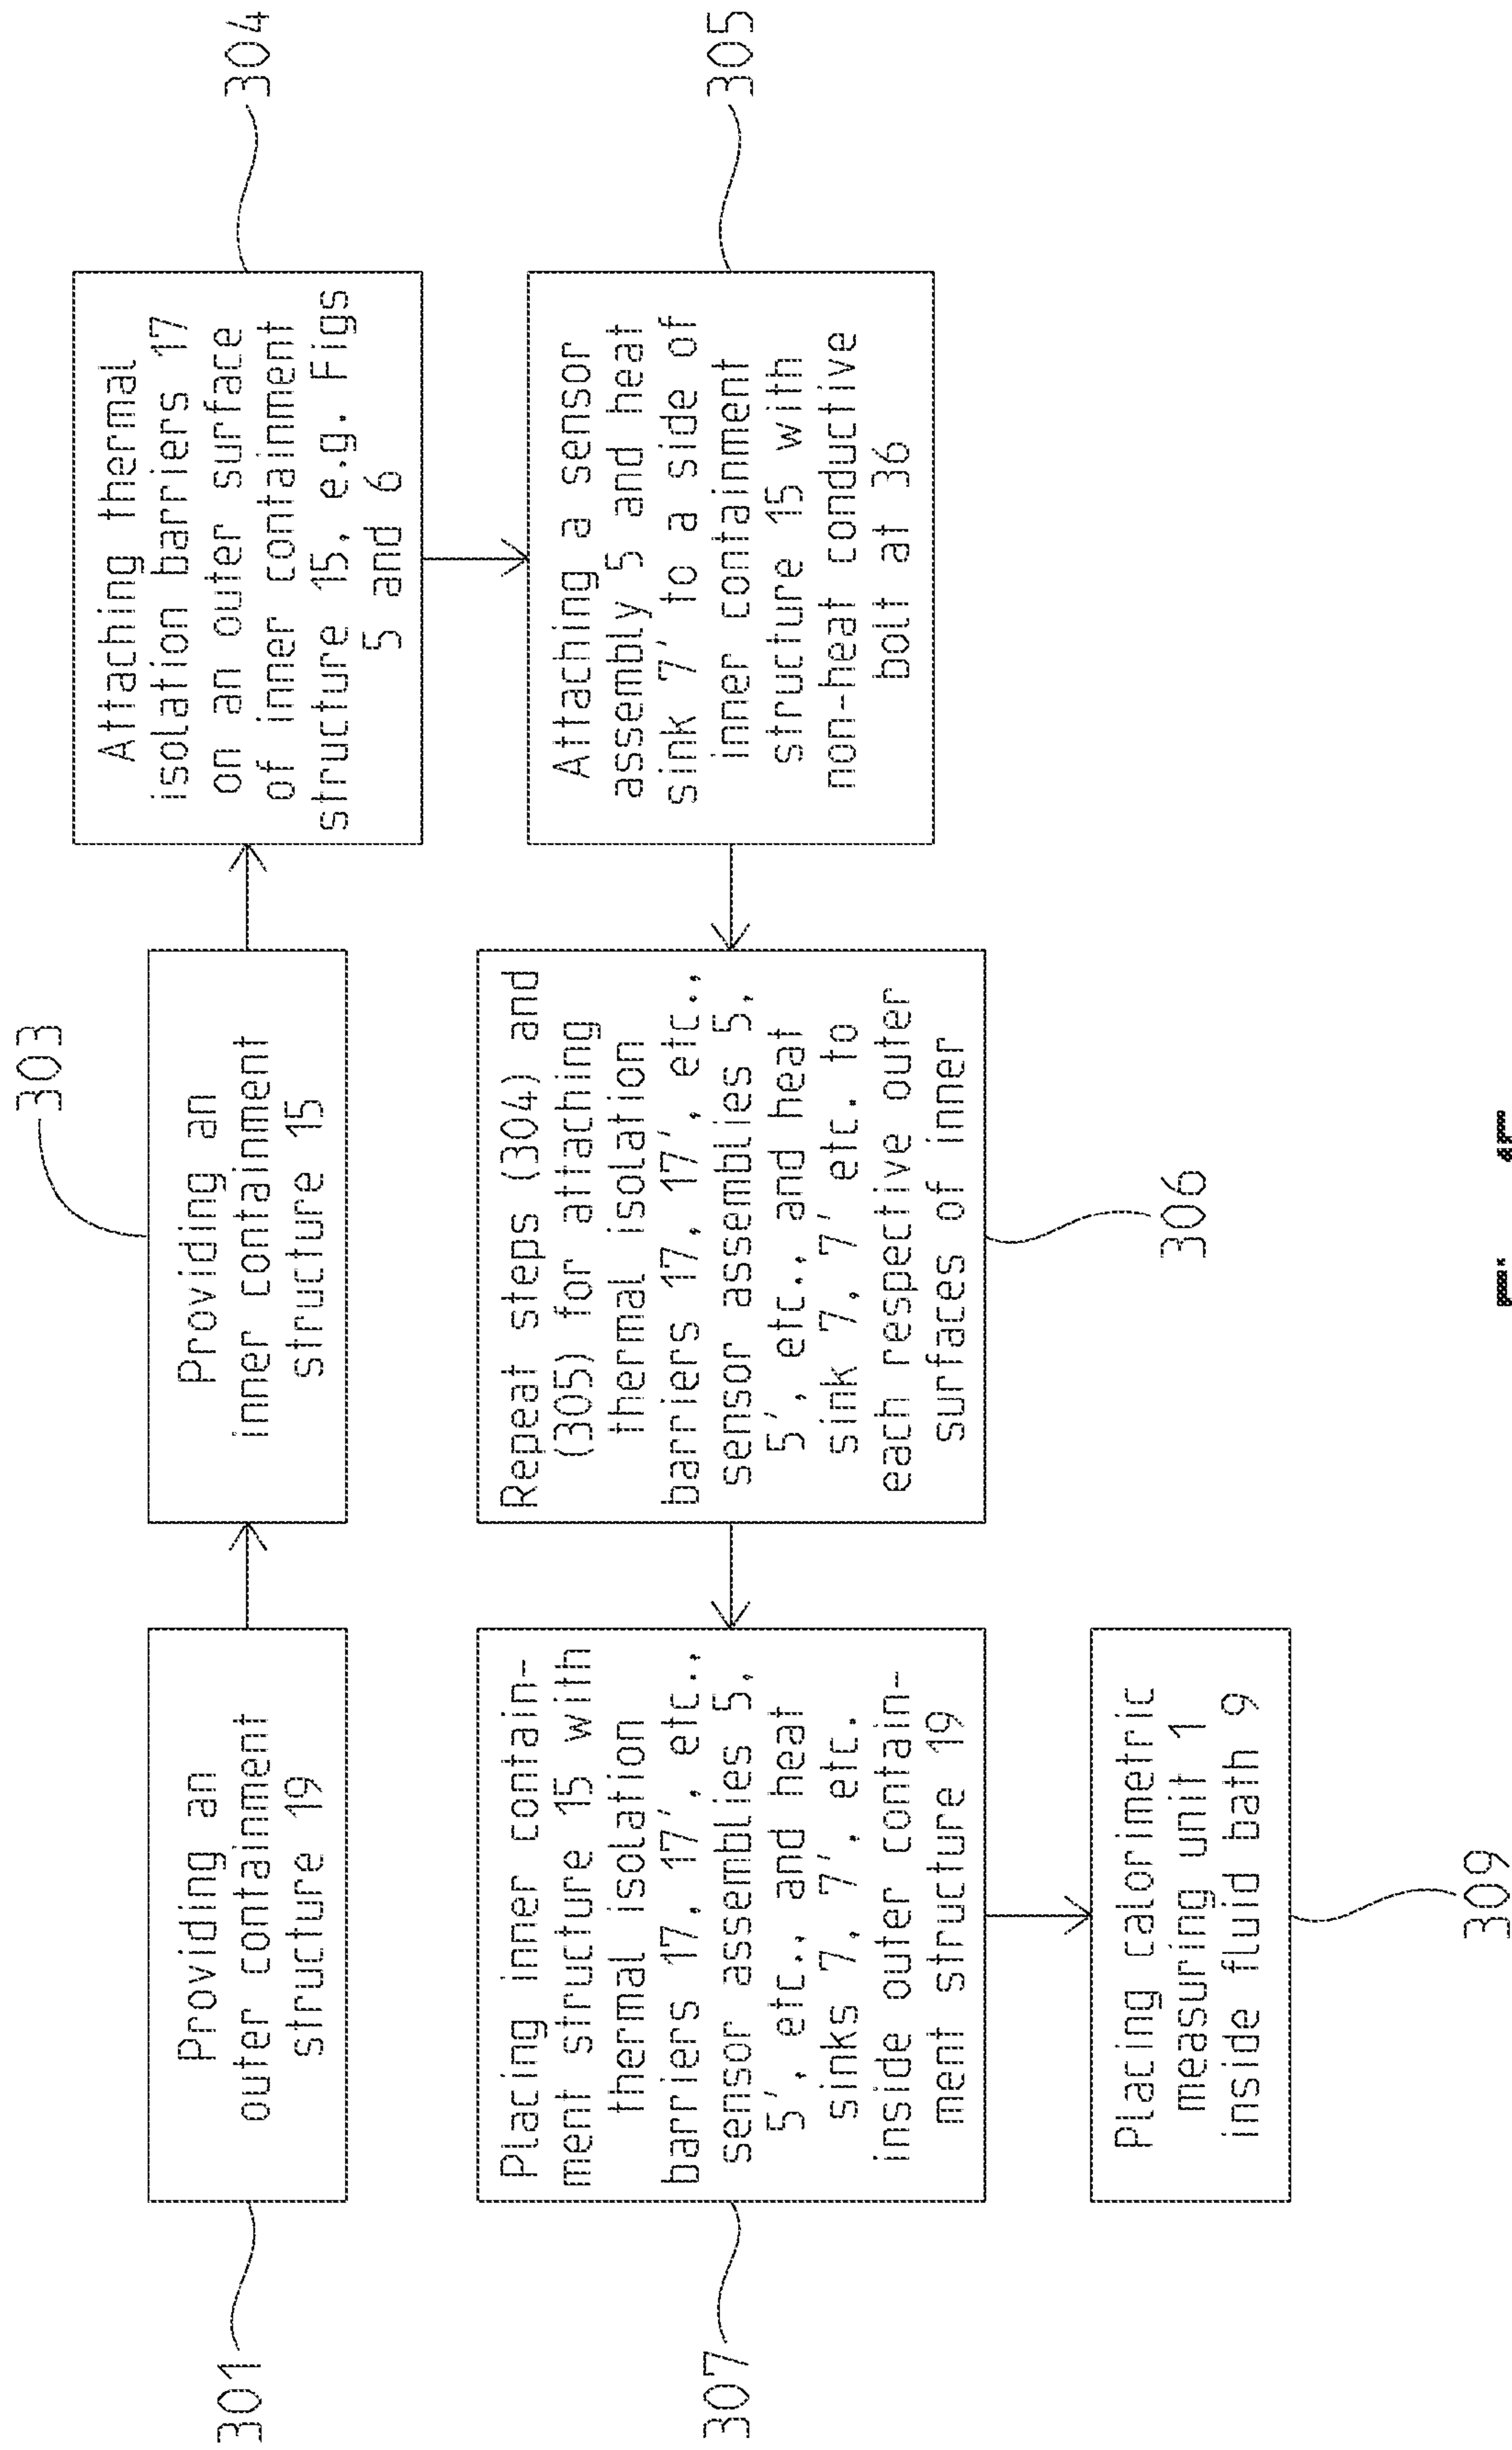 301
Providing an
outer containment
structure 19
303
Providing an
inner containment
structure 15
304
Attaching thermal
isolation barriers 17
on an outer surface
of inner containment
structure 15, e.g. Figs
5 and 6
305
Attaching a sensor
assembly 5 and heat
sink 7' to a side of
inner containment
structure 15 with
non-heat conductive
bolt at 36
306
Repeat steps (304) and
(305) for attaching
thermal isolation
barriers 17, 17', etc.,
sensor assemblies 5,
5', etc., and heat
sink 7, 7' etc. to
each respective outer
surfaces of inner
307
Placing inner contain-
ment structure 15 with
thermal isolation
barriers 17, 17', etc.,
sensor assemblies 5,
5', etc., and heat
sinks 7, 7', etc.
inside outer contain-
ment structure 19
309
Placing calorimetric
measuring unit 1
inside fluid bath 9